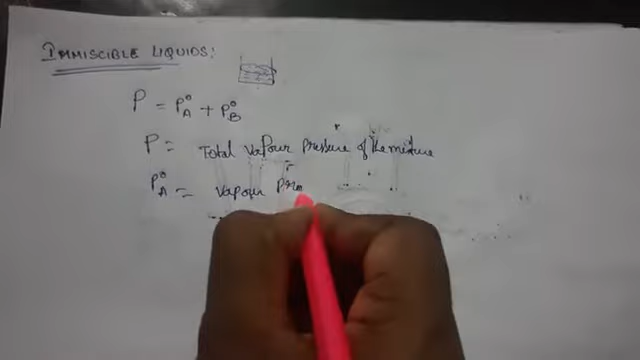 IMMISCIBLE LIQUIDS:
P = P°A + P°B
P = Total vapour pressure of the mixture
P°A = vapour pre